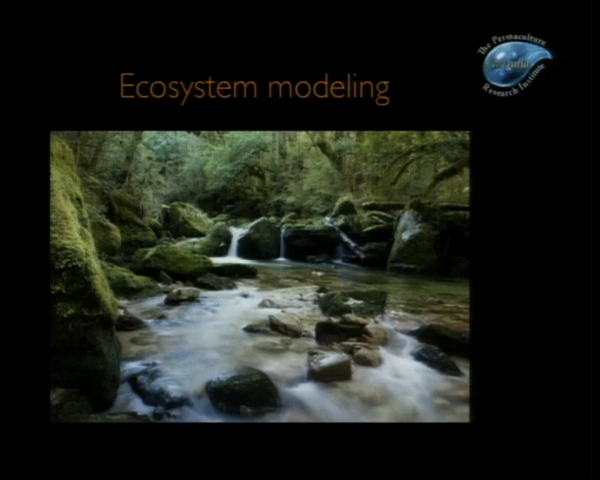 Ecosystem modeling
The Permaculture
Research Institute